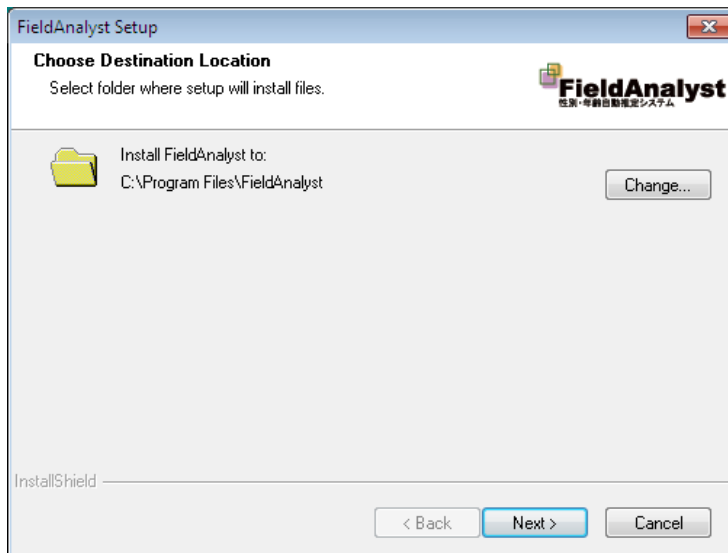 FieldAnalyst Setup
Choose Destination Location
Select folder where setup will install files.
FieldAnalyst
性別・年齢自動推定システム
Install FieldAnalyst to:
C:\Program Files\FieldAnalyst
Change...
InstallShield
< Back
Next >
Cancel